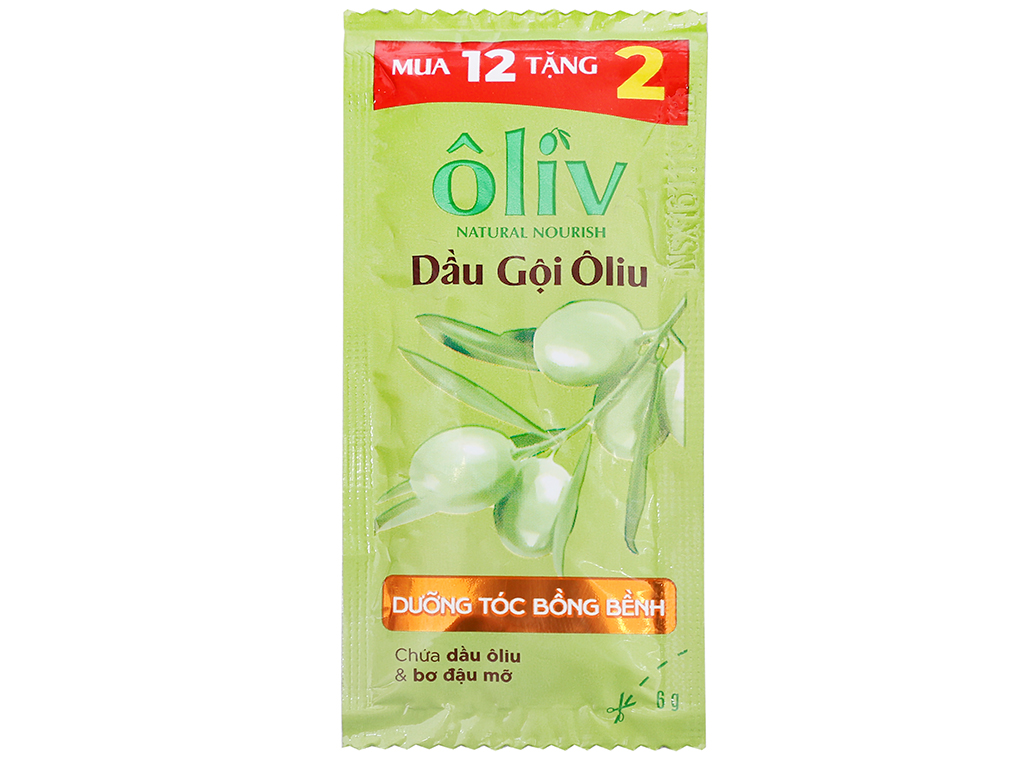 MUA 12 TẶNG 2
ôliv
NATURAL NOURISH
Dầu Gội Ôliu
DƯỠNG TÓC BỒNG BỀNH
Chứa dầu ôliu
& bơ đậu mỡ
6 g